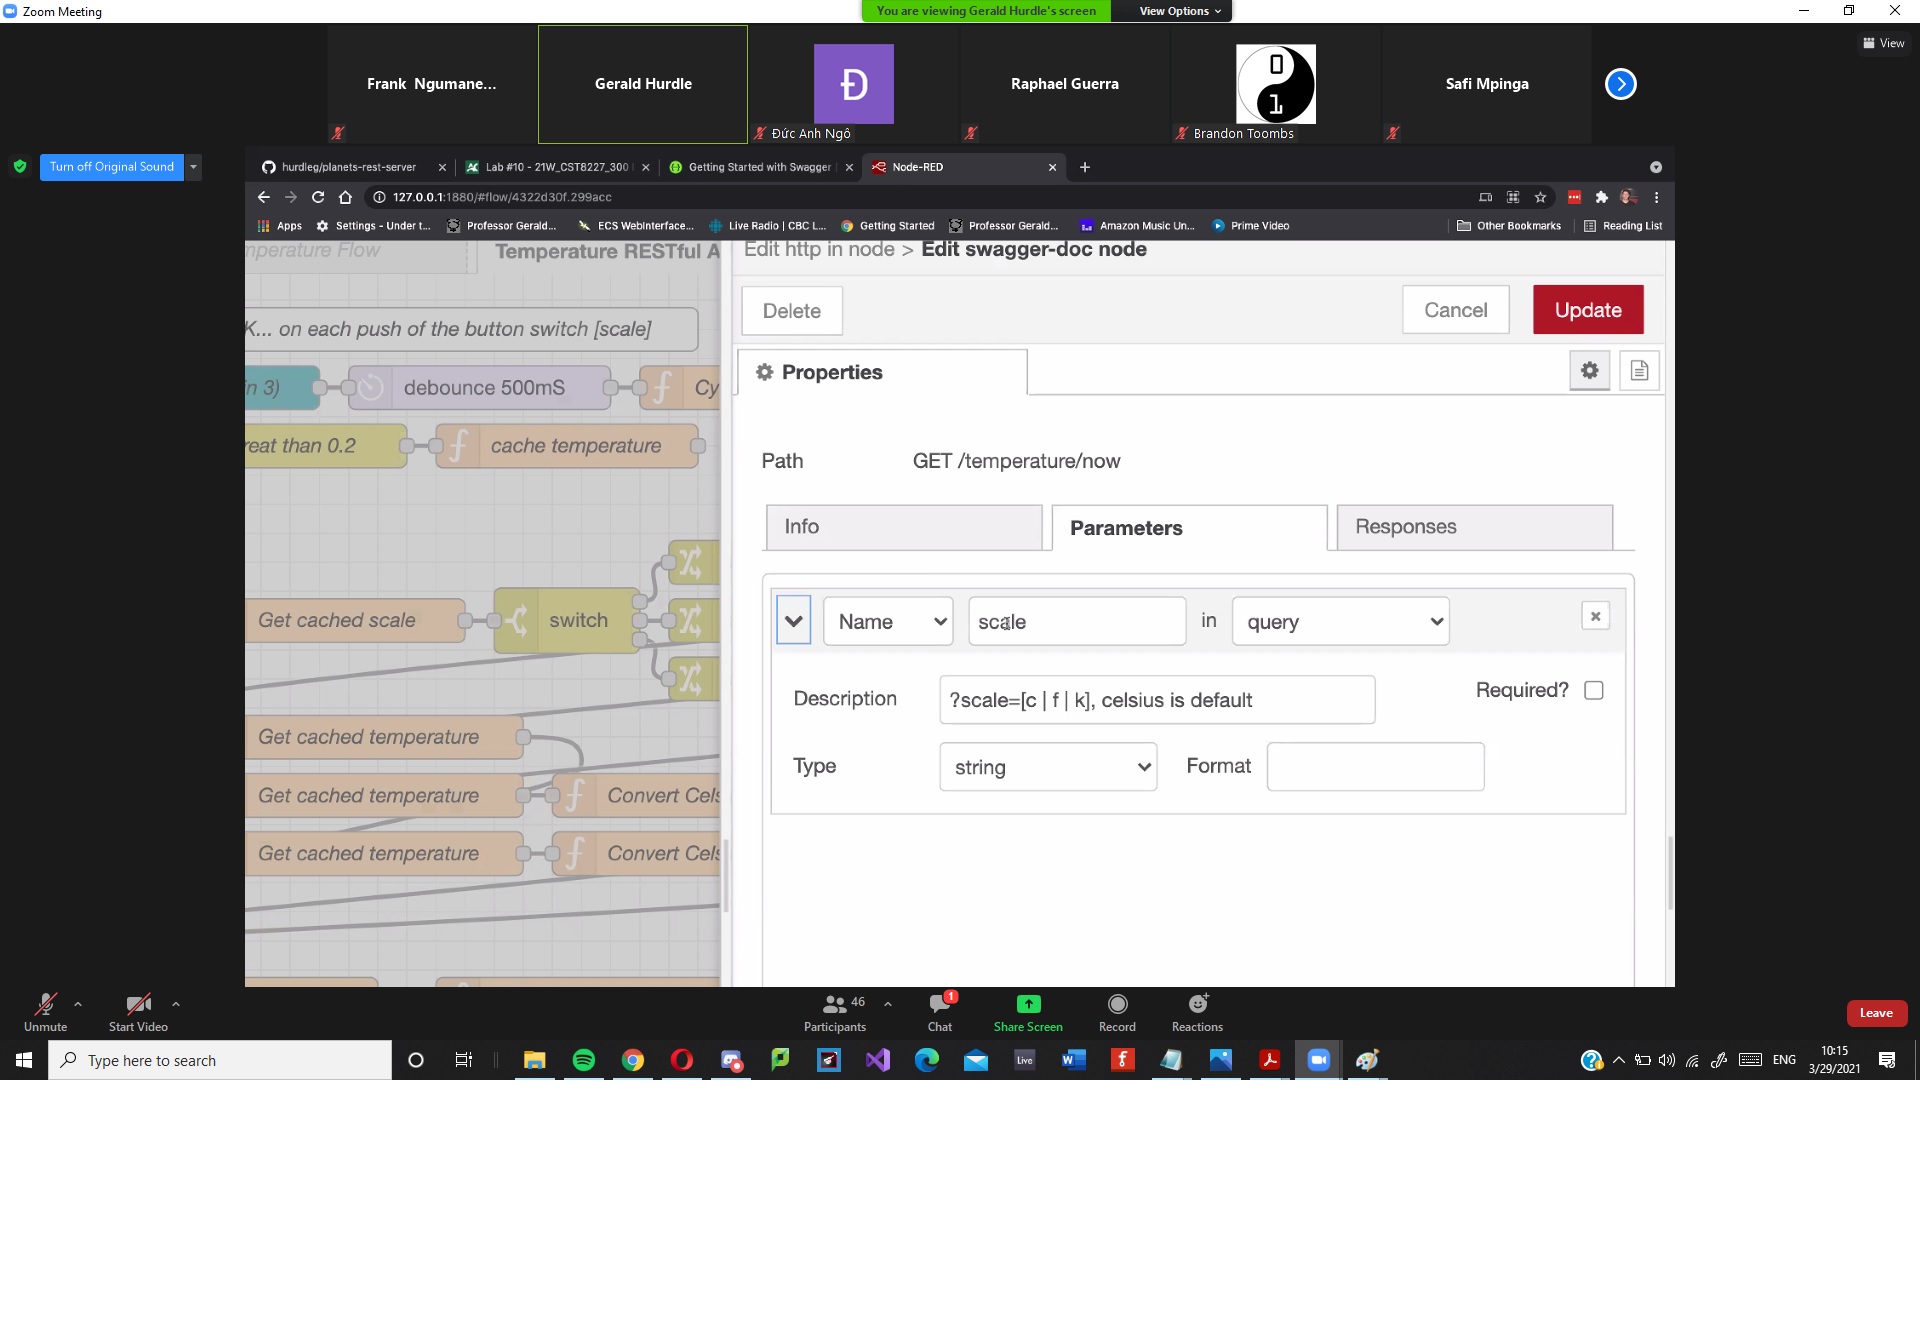 Zoom Meeting
You are viewing Gerald Hurdle's screen
View Options
View
Frank Ngumane...
Gerald Hurdle
Đ
Đức Anh Ngô
Raphael Guerra
0
1
Brandon Toombs
Safi Mpinga
Turn off Original Sound
hurdleg/planets-rest-server
Lab #10 - 21W_CST8227_300
Getting Started with Swagger
Node-RED
127.0.0.1:1880/#flow/4322d30f.299acc
Apps
Settings - Under t...
Professor Gerald...
ECS WebInterface...
Live Radio | CBC L...
Getting Started
Professor Gerald...
Amazon Music Un...
Prime Video
Other Bookmarks
Reading List
nperature Flow
Temperature RESTful A
Edit http in node > Edit swagger-doc node
Delete
Cancel
Update
K... on each push of the button switch [scale]
Properties
in 3)
debounce 500mS
f
Cy
reat than 0.2
f
cache temperature
Path
GET /temperature/now
Info
Parameters
Responses
Get cached scale
switch
Name
scale
in
query
Description
?scale=[c | f | k], celsius is default
Required?
Get cached temperature
Type
string
Format
Get cached temperature
f
Convert Cels
Get cached temperature
f
Convert Cels
Unmute
Start Video
46
Participants
1
Chat
Share Screen
Record
Reactions
Leave
Type here to search
Live
ENG
10:15
3/29/2021